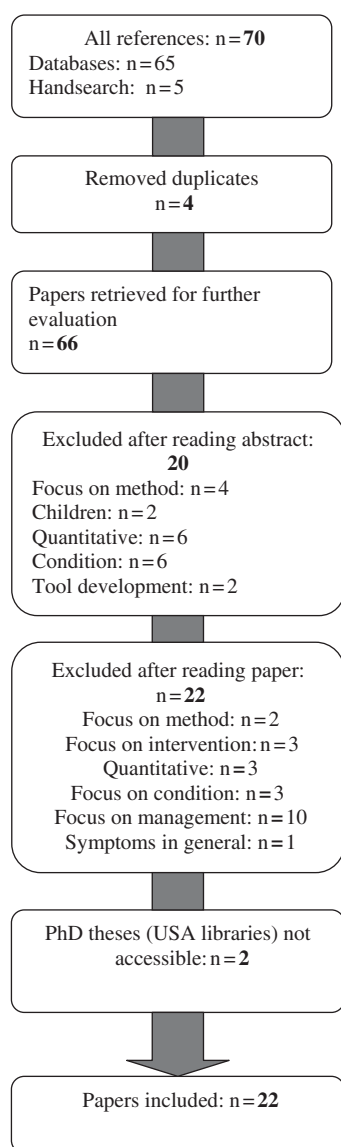 All references: n=70
Databases: n=65
Handsearch: n=5
Removed duplicates
n=4
Papers retrieved for further
evaluation
n=66
Excluded after reading abstract:
20
Focus on method: n=4
Children: n=2
Quantitative: n=6
Condition: n=6
Tool development: n=2
Excluded after reading paper:
n=22
Focus on method: n=2
Focus on intervention: n=3
Quantitative: n=3
Focus on condition: n=3
Focus on management: n=10
Symptoms in general: n=1
PhD theses (USA libraries) not
accessible: n=2
Papers included: n=22